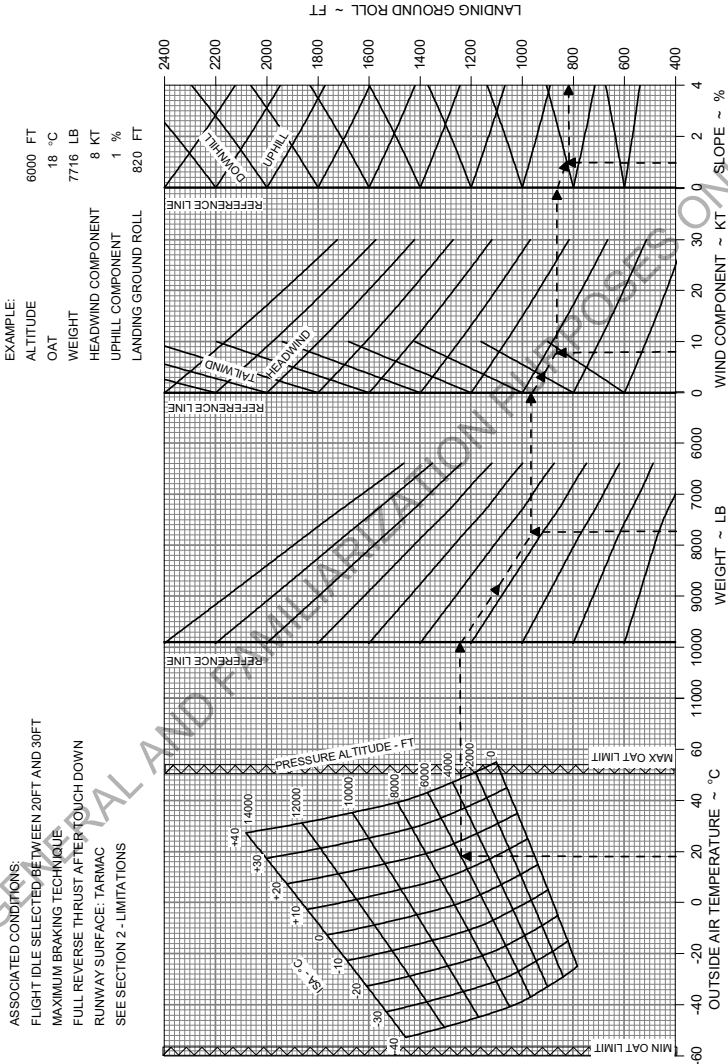 ASSOCIATED CONDITIONS:
FLIGHT IDLE SELECTED BETWEEN 20FT AND 30FT
MAXIMUM BRAKING TECHNIQUE
FULL REVERSE THRUST AFTER TOUCH DOWN
RUNWAY SURFACE: TARMAC
SEE SECTION 2 - LIMITATIONS
EXAMPLE:
ALTITUDE 6000 FT
OAT 18 °C
WEIGHT 7716 LB
HEADWIND COMPONENT 8 KT
UPHILL COMPONENT 1 %
LANDING GROUND ROLL 820 FT
GENERAL AND FAMILIARIZATION PURPOSES ON
ISA - °C
-40
-30
-20
-10
0
+10
+20
+30
+40
PRESSURE ALTITUDE - FT
14000
12000
10000
8000
6000
4000
2000
0
MIN OAT LIMIT
MAX OAT LIMIT
REFERENCE LINE
REFERENCE LINE
TAILWIND
HEADWIND
REFERENCE LINE
DOWNHILL
UPHILL
-60 -40 -20 0 20 40 60
OUTSIDE AIR TEMPERATURE ~ °C
11000 10000 9000 8000 7000 6000
WEIGHT ~ LB
0 10 20 30
WIND COMPONENT ~ KT
0 2 4
SLOPE ~ %
2400
2200
2000
1800
1600
1400
1200
1000
800
600
400
LANDING GROUND ROLL ~ FT